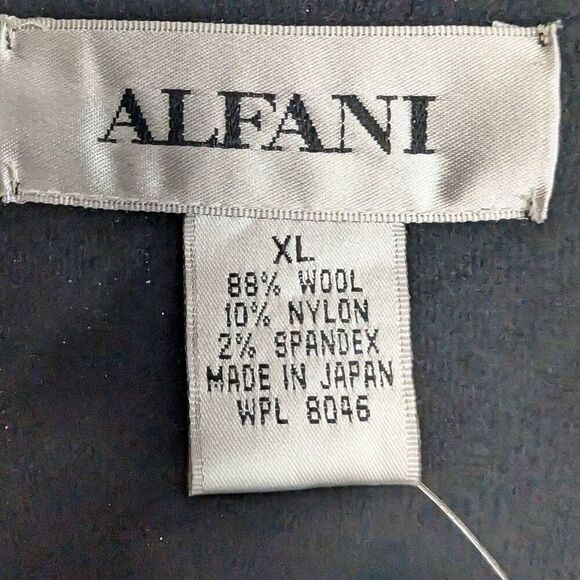 ALFANI
XL
88% WOOL
10% NYLON
2% SPANDEX
MADE IN JAPAN
WPL 8046